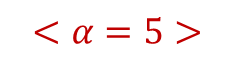 < α = 5 >